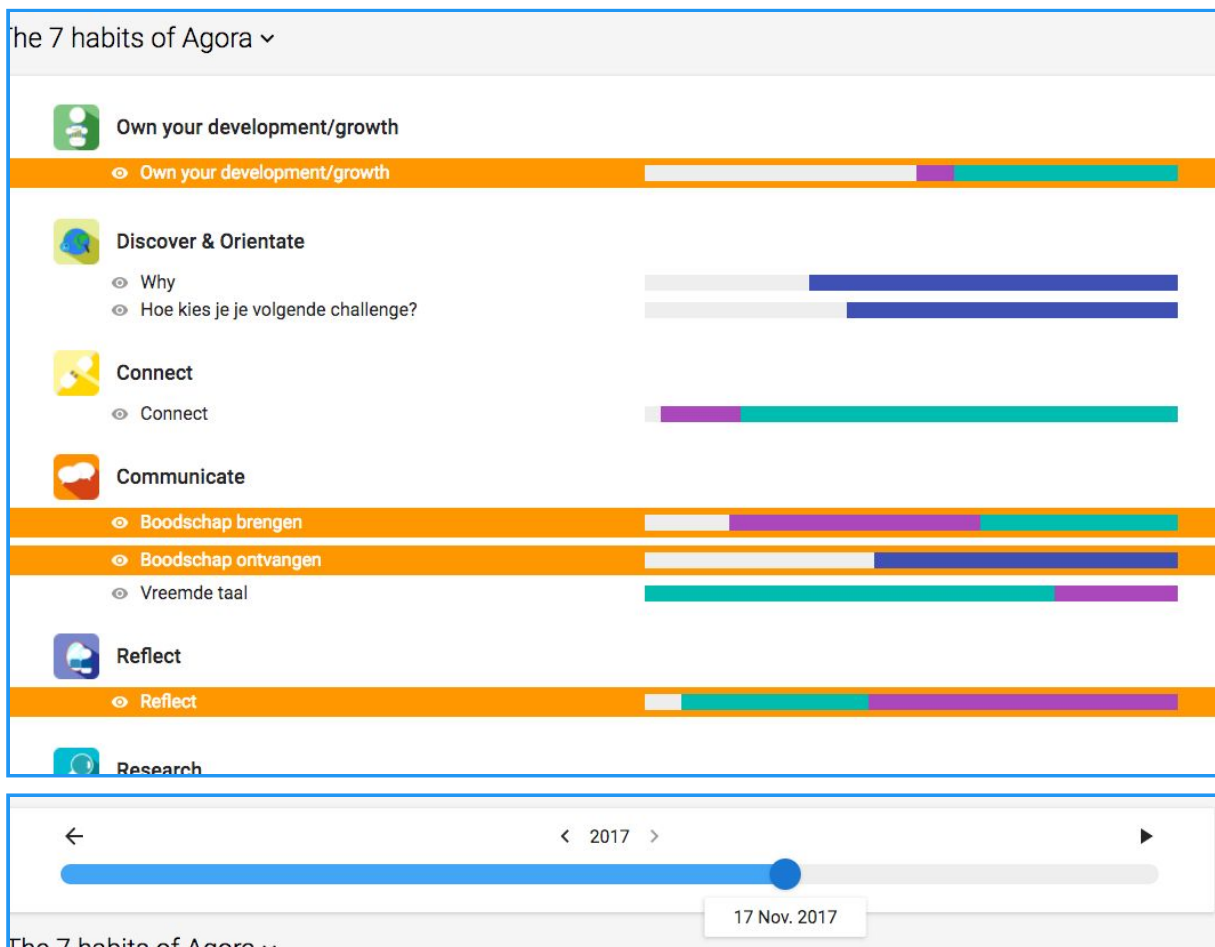 The 7 habits of Agora
Own your development/growth
Own your development/growth
Discover & Orientate
Why
Hoe kies je je volgende challenge?
Connect
Connect
Communicate
Boodschap brengen
Boodschap ontvangen
Vreemde taal
Reflect
Reflect
Research
2017
17 Nov. 2017
The 7 habits of Agora